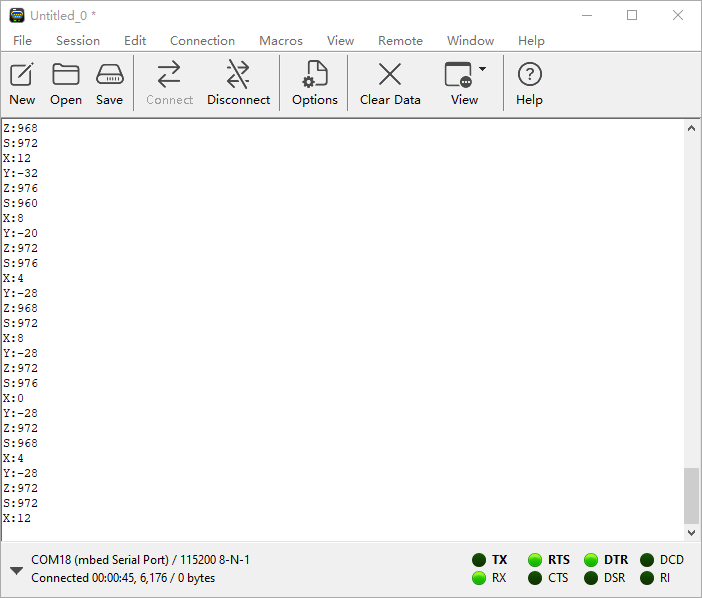 Untitled_0 *
File Session Edit Connection Macros View Remote Window Help
New Open Save Connect Disconnect Options Clear Data View Help
Z:968
S:972
X:12
Y:-32
Z:976
S:960
X:8
Y:-20
Z:972
S:976
X:4
Y:-28
Z:968
S:972
X:8
Y:-28
Z:972
S:976
X:0
Y:-28
Z:972
S:968
X:4
Y:-28
Z:972
S:972
X:12
COM18 (mbed Serial Port) / 115200 8-N-1
Connected 00:00:45, 6,176 / 0 bytes
TX RTS DTR DCD
RX CTS DSR RI